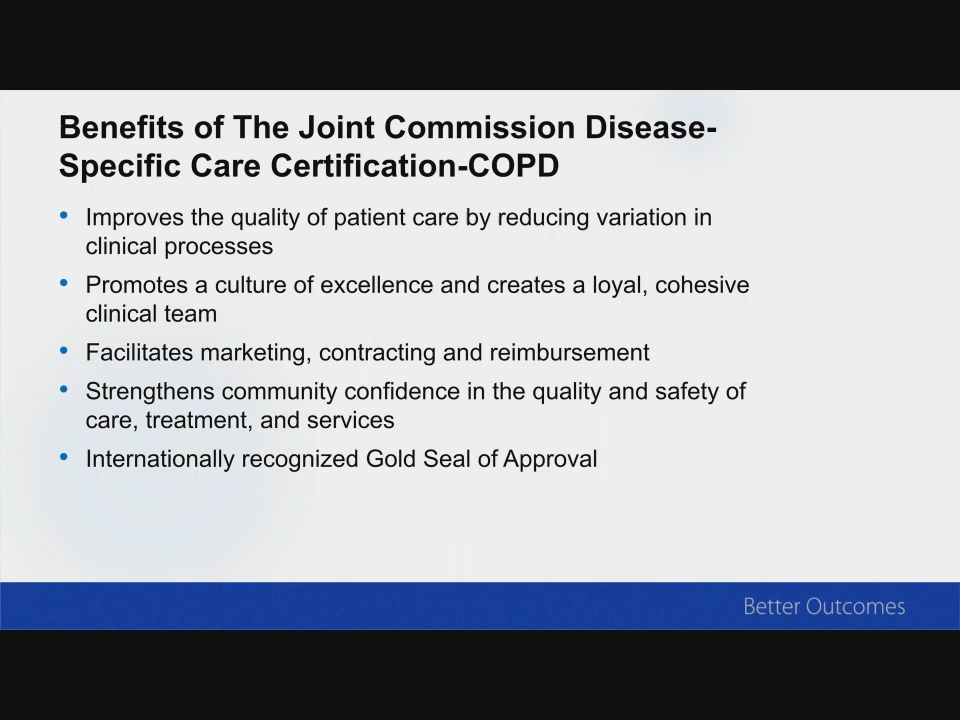 Benefits of The Joint Commission Disease-
Specific Care Certification-COPD
• Improves the quality of patient care by reducing variation in
clinical processes
• Promotes a culture of excellence and creates a loyal, cohesive
clinical team
• Facilitates marketing, contracting and reimbursement
• Strengthens community confidence in the quality and safety of
care, treatment, and services
• Internationally recognized Gold Seal of Approval
Better Outcomes